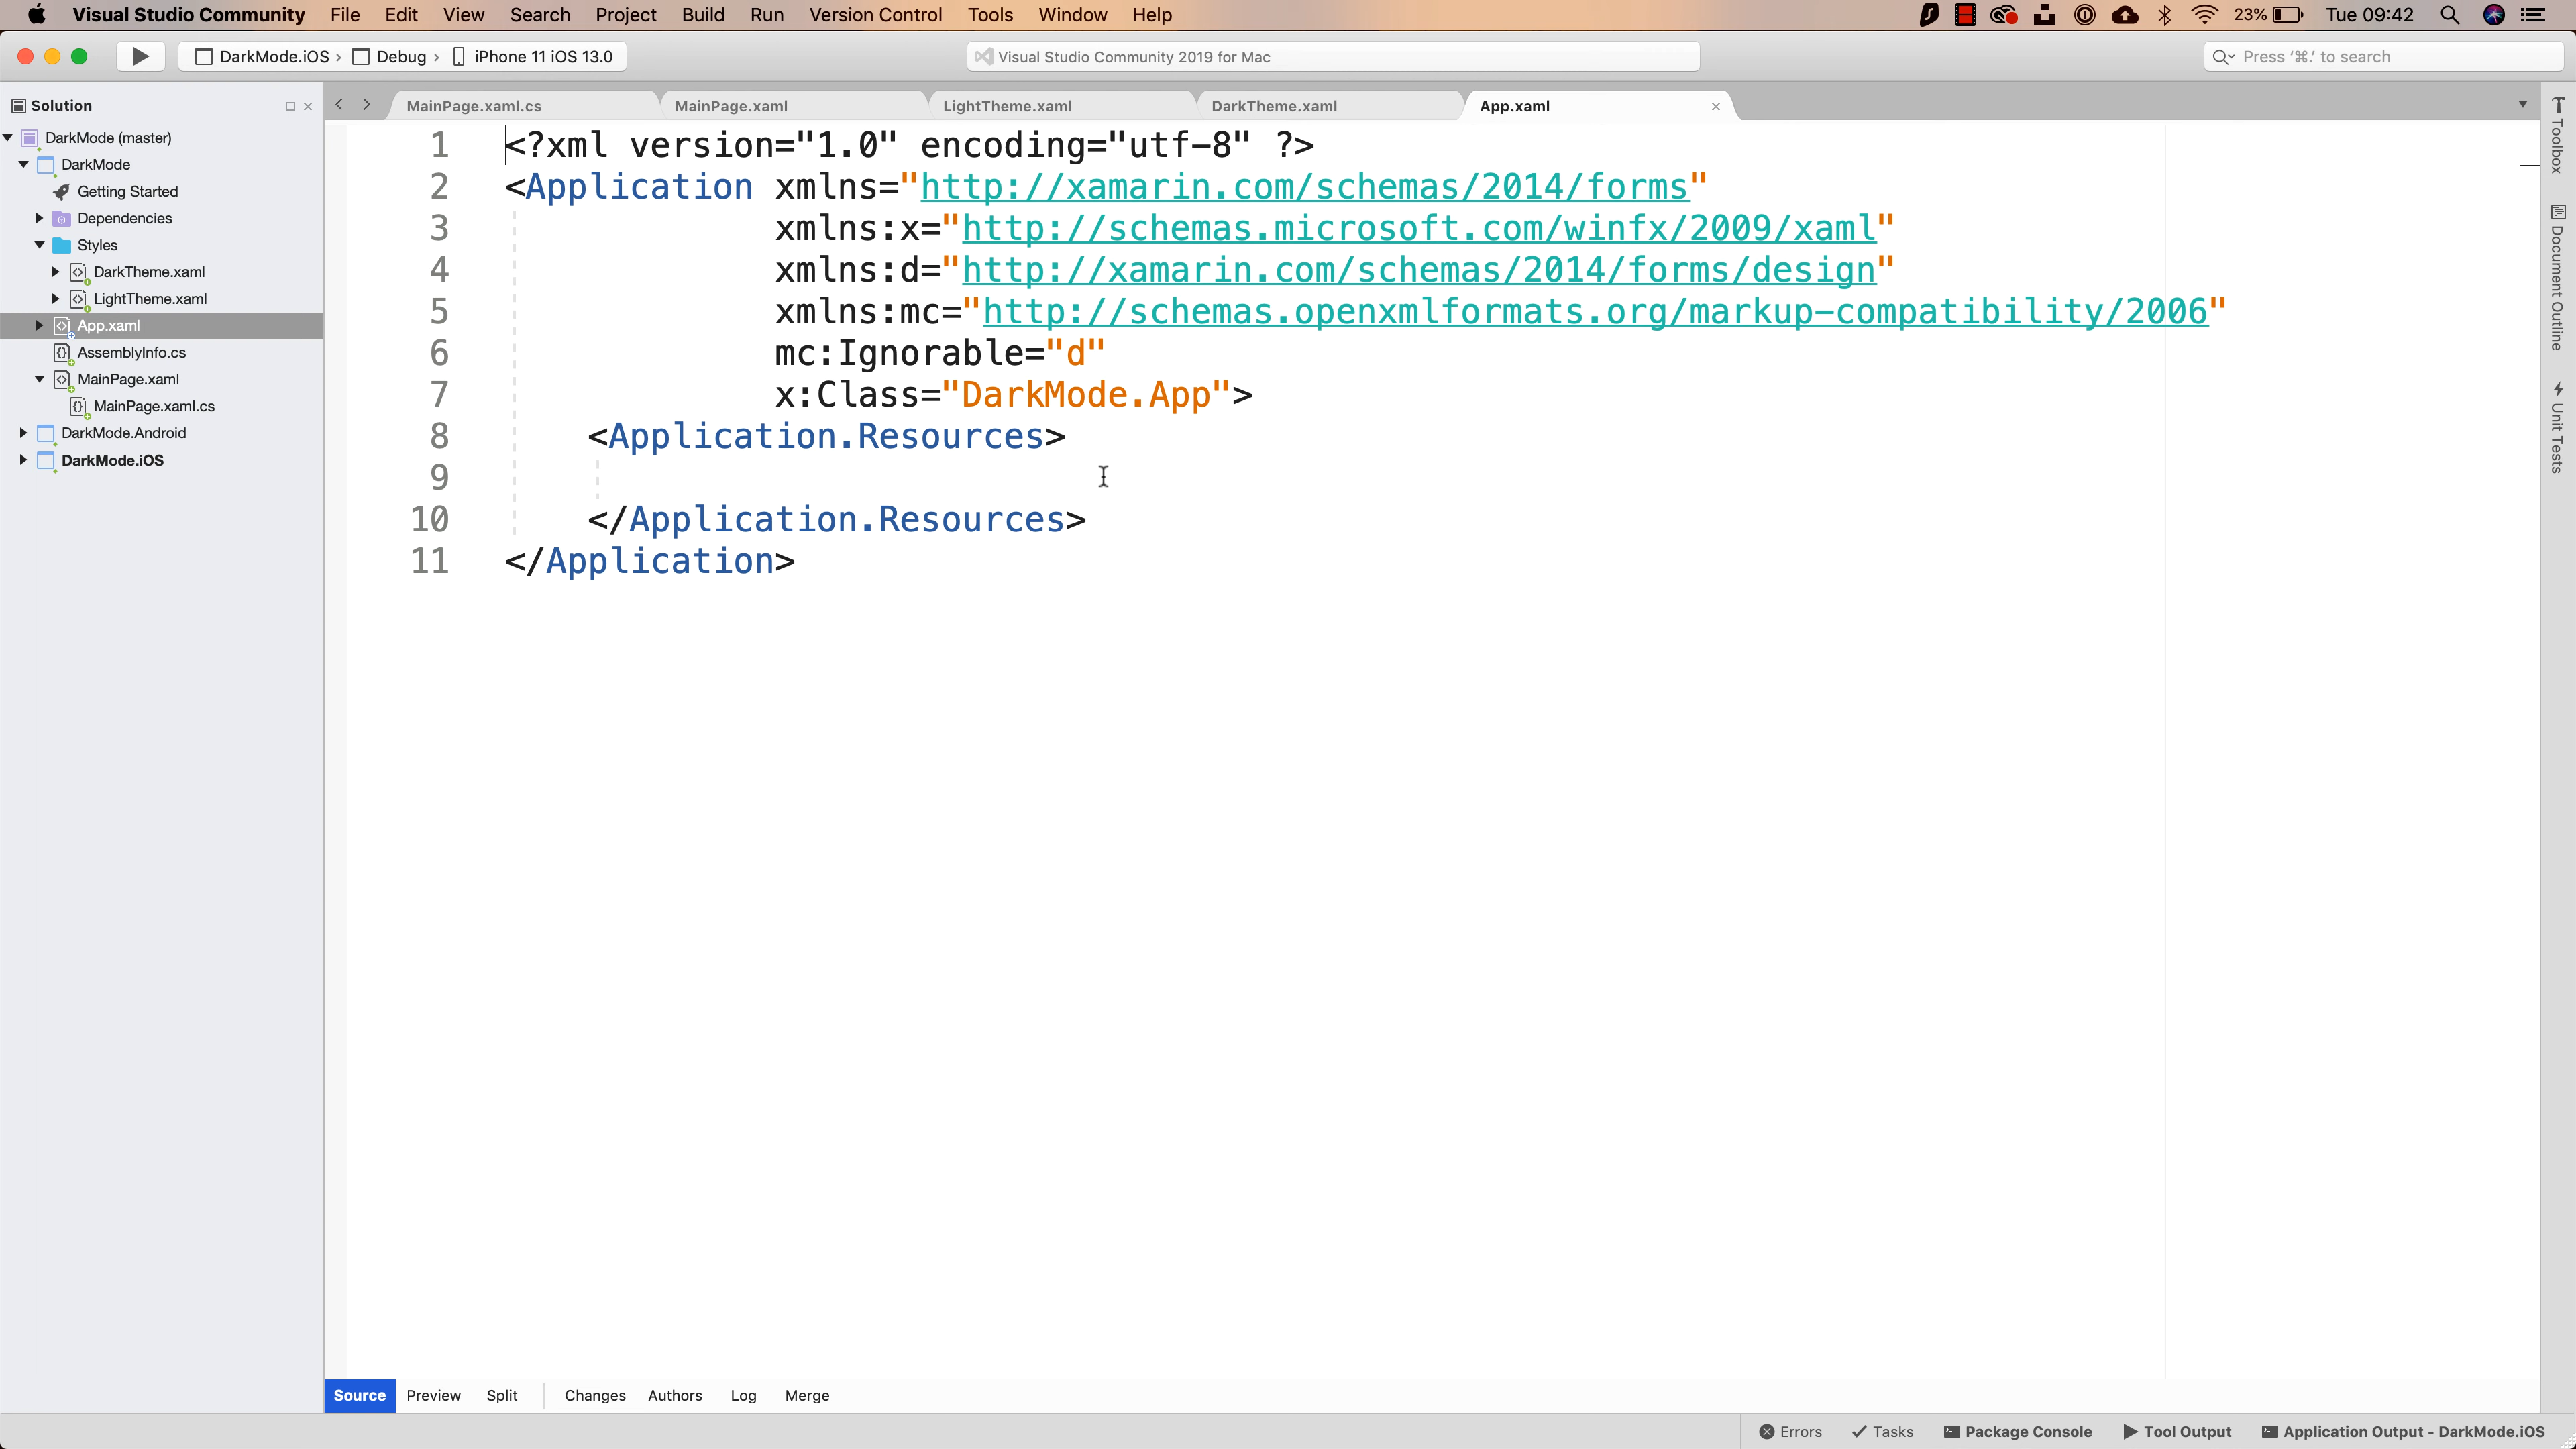 Visual Studio Community File Edit View Search Project Build Run Version Control Tools Window Help 23% Tue 09:42
DarkMode.iOS › Debug › iPhone 11 iOS 13.0 Visual Studio Community 2019 for Mac Press '⌘.' to search
Solution
DarkMode (master)
DarkMode
Getting Started
Dependencies
Styles
DarkTheme.xaml
LightTheme.xaml
App.xaml
AssemblyInfo.cs
MainPage.xaml
MainPage.xaml.cs
DarkMode.Android
DarkMode.iOS
MainPage.xaml.cs MainPage.xaml LightTheme.xaml DarkTheme.xaml App.xaml
1 <?xml version="1.0" encoding="utf-8" ?>
2 <Application xmlns="http://xamarin.com/schemas/2014/forms"
3 xmlns:x="http://schemas.microsoft.com/winfx/2009/xaml"
4 xmlns:d="http://xamarin.com/schemas/2014/forms/design"
5 xmlns:mc="http://schemas.openxmlformats.org/markup-compatibility/2006"
6 mc:Ignorable="d"
7 x:Class="DarkMode.App">
8 <Application.Resources>
9
10 </Application.Resources>
11 </Application>
Toolbox
Document Outline
Unit Tests
Source Preview Split Changes Authors Log Merge
Errors Tasks Package Console Tool Output Application Output - DarkMode.iOS